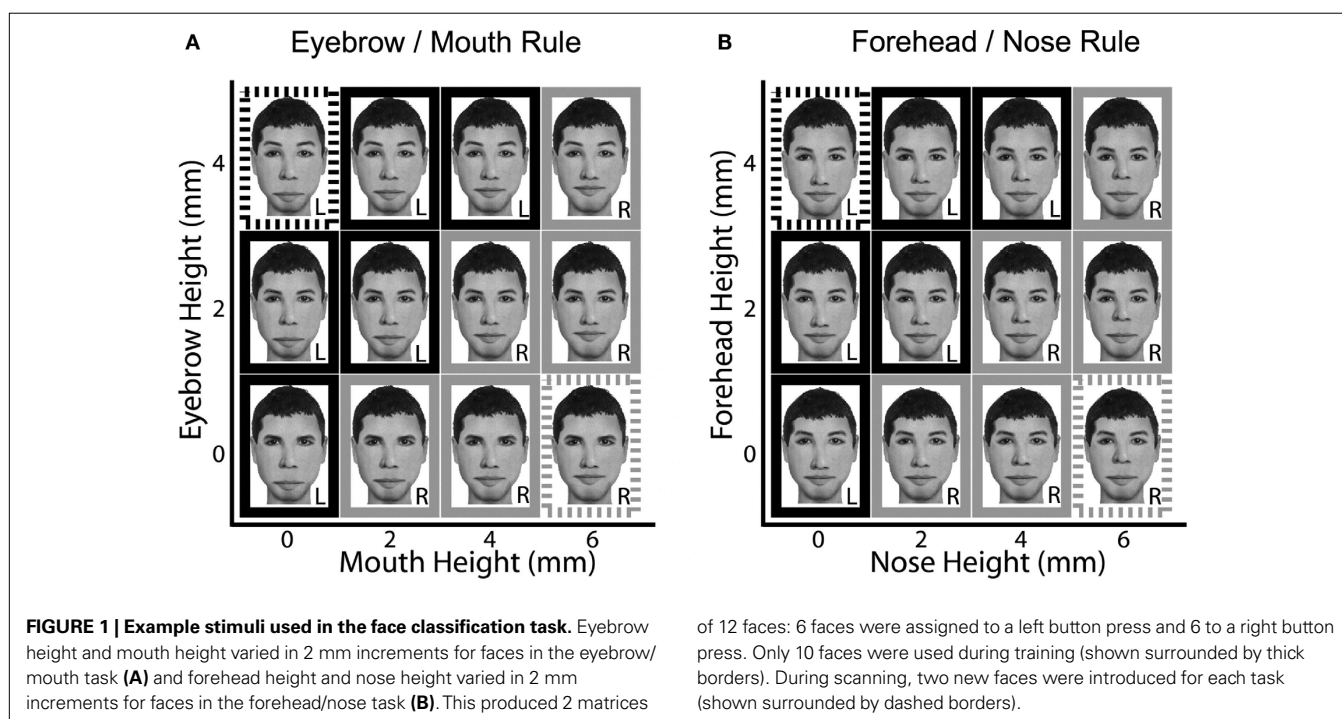 A Eyebrow / Mouth Rule
Eyebrow Height (mm)
4
L L L R
2
L L R R
0
L R R R
0 2 4 6
Mouth Height (mm)
B Forehead / Nose Rule
Forehead Height (mm)
4
L L L R
2
L L R R
0
L R R R
0 2 4 6
Nose Height (mm)
FIGURE 1 | Example stimuli used in the face classification task. Eyebrow
height and mouth height varied in 2 mm increments for faces in the eyebrow/
mouth task (A) and forehead height and nose height varied in 2 mm
increments for faces in the forehead/nose task (B). This produced 2 matrices
of 12 faces: 6 faces were assigned to a left button press and 6 to a right button
press. Only 10 faces were used during training (shown surrounded by thick
borders). During scanning, two new faces were introduced for each task
(shown surrounded by dashed borders).